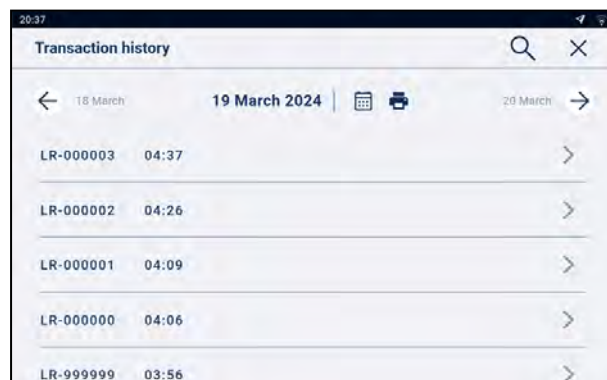 20:37
Transaction history
18 March 19 March 2024 20 March
LR-000003 04:37
LR-000002 04:26
LR-000001 04:09
LR-000000 04:06
LR-999999 03:56